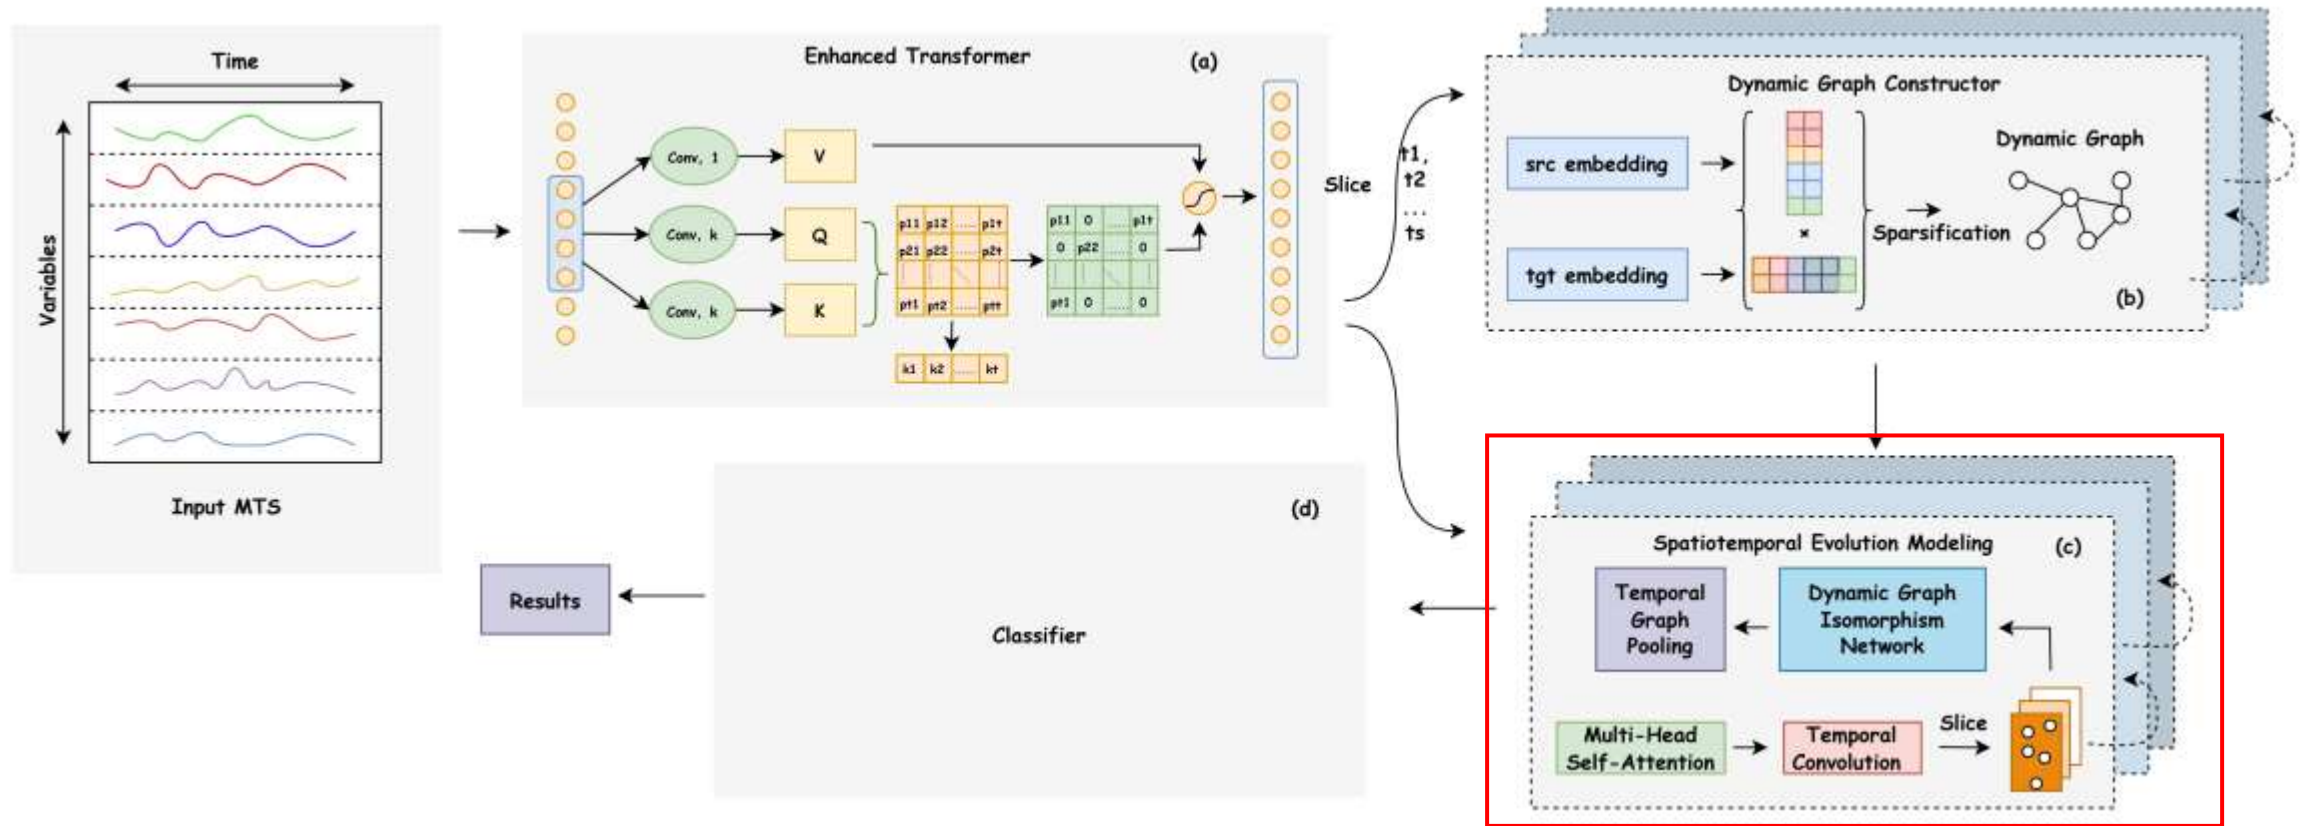 Time
Variables
Input MTS
Enhanced Transformer
(a)
Conv, 1
V
Conv, k
Q
Conv, k
K
p11 p12 ..... p1t
p21 p22 ..... p2t
pt1 pt2 ..... ptt
k1 k2 ..... kt
p11 0 ..... p1t
0 p22 ..... 0
pt1 0 ..... 0
Slice
t1,
t2
...
ts
Dynamic Graph Constructor
src embedding
×
tgt embedding
Sparsification
Dynamic Graph
(b)
Spatiotemporal Evolution Modeling
(c)
Temporal
Graph
Pooling
Dynamic Graph
Isomorphism
Network
Multi-Head
Self-Attention
Temporal
Convolution
Slice
(d)
Classifier
Results